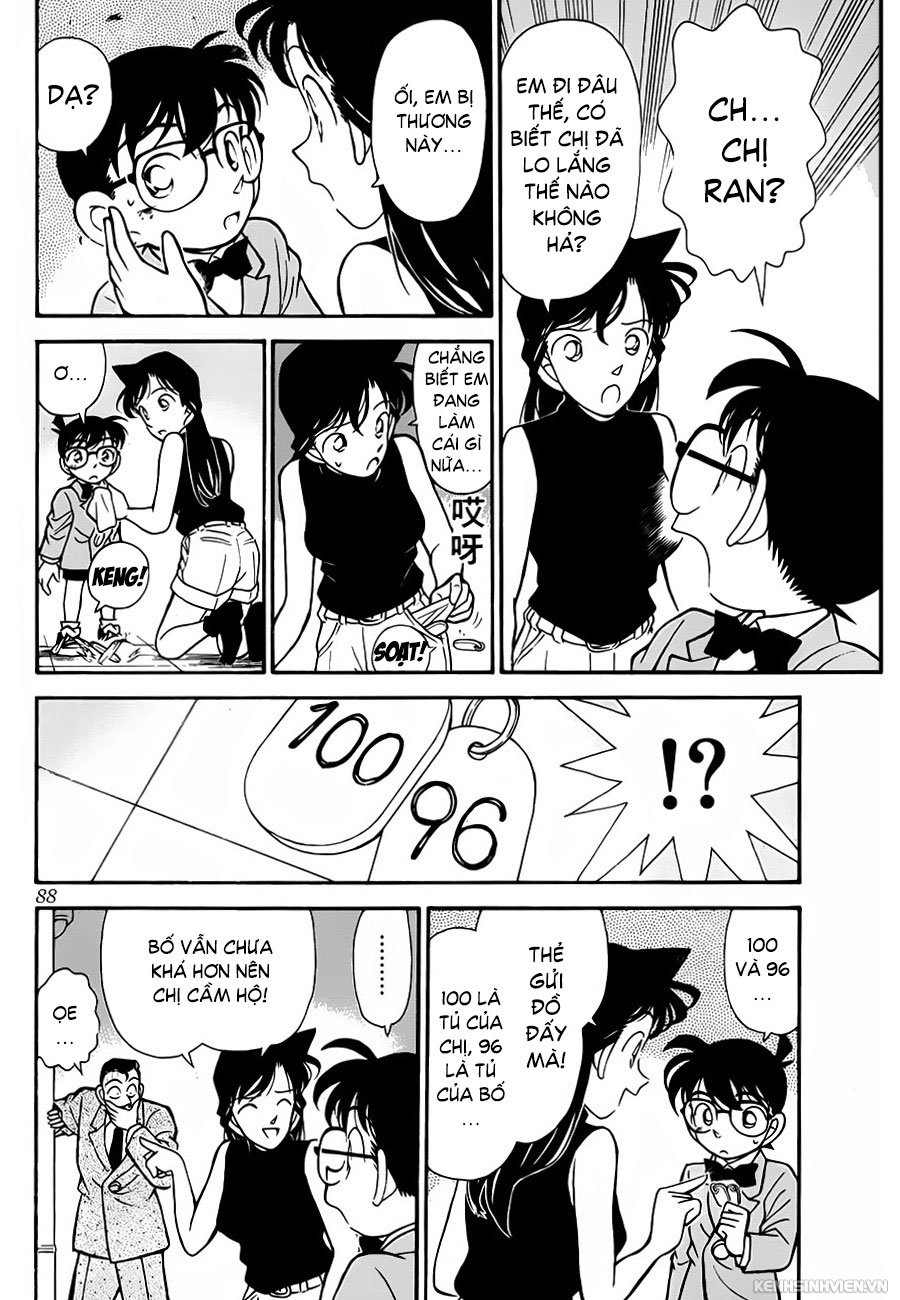 CH...
CHỊ
RAN?
EM ĐI ĐÂU
THẾ, CÓ
BIẾT CHỊ ĐÃ
LO LẮNG
THẾ NÀO
KHÔNG
HẢ?
ỐI, EM BỊ
THƯƠNG
NÀY...
DẠ?
CHẲNG
BIẾT EM
ĐANG
LÀM
CÁI GÌ
NỮA...
哎
呀
SOẠT!
Ơ...
KENG!
!?
100
96
88
100
VÀ 96
...
THẺ
GỬI
ĐỒ
ĐẤY
MÀ!
100 LÀ
TỦ CỦA
CHỊ, 96
LÀ TỦ
CỦA BỐ
...
.........
BỐ VẪN CHƯA
KHÁ HƠN NÊN
CHỊ CẦM HỘ!
ỌE
...
KENHSINHVIEN.VN